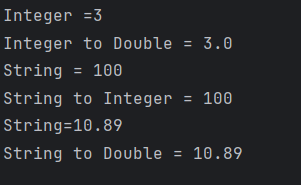 Integer =3
Integer to Double = 3.0
String = 100
String to Integer = 100
String=10.89
String to Double = 10.89